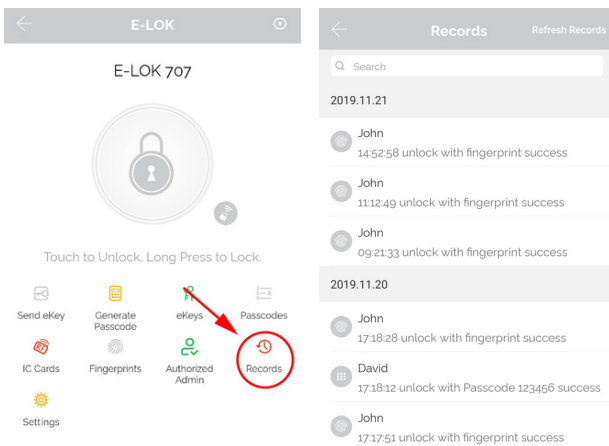 E-LOK
E-LOK 707
Touch to Unlock. Long Press to Lock.
Send eKey
Generate
Passcode
eKeys
Passcodes
IC Cards
Fingerprints
Authorized
Admin
Records
Settings
Records
Refresh Records
Search
2019.11.21
John
14:52:58 unlock with fingerprint success
John
11:12:49 unlock with fingerprint success
John
09:21:33 unlock with fingerprint success
2019.11.20
John
17:18:28 unlock with fingerprint success
David
17:18:12 unlock with Passcode 123456 success
John
17:17:51 unlock with fingerprint success